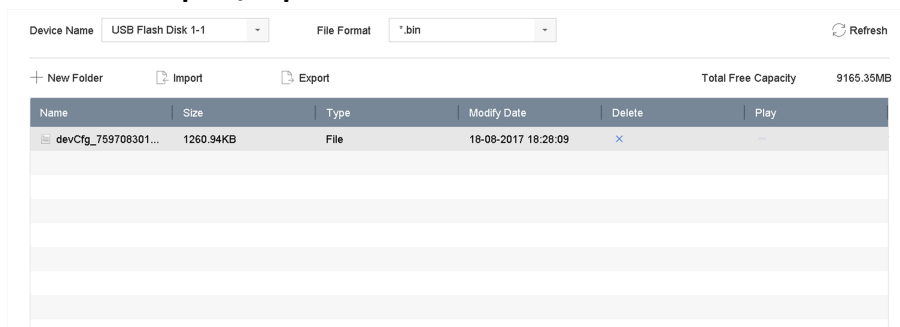 Device Name USB Flash Disk 1-1 File Format *.bin Refresh
New Folder Import Export Total Free Capacity 9165.35MB
Name Size Type Modify Date Delete Play
devCfg_759708301... 1260.94KB File 18-08-2017 18:28:09